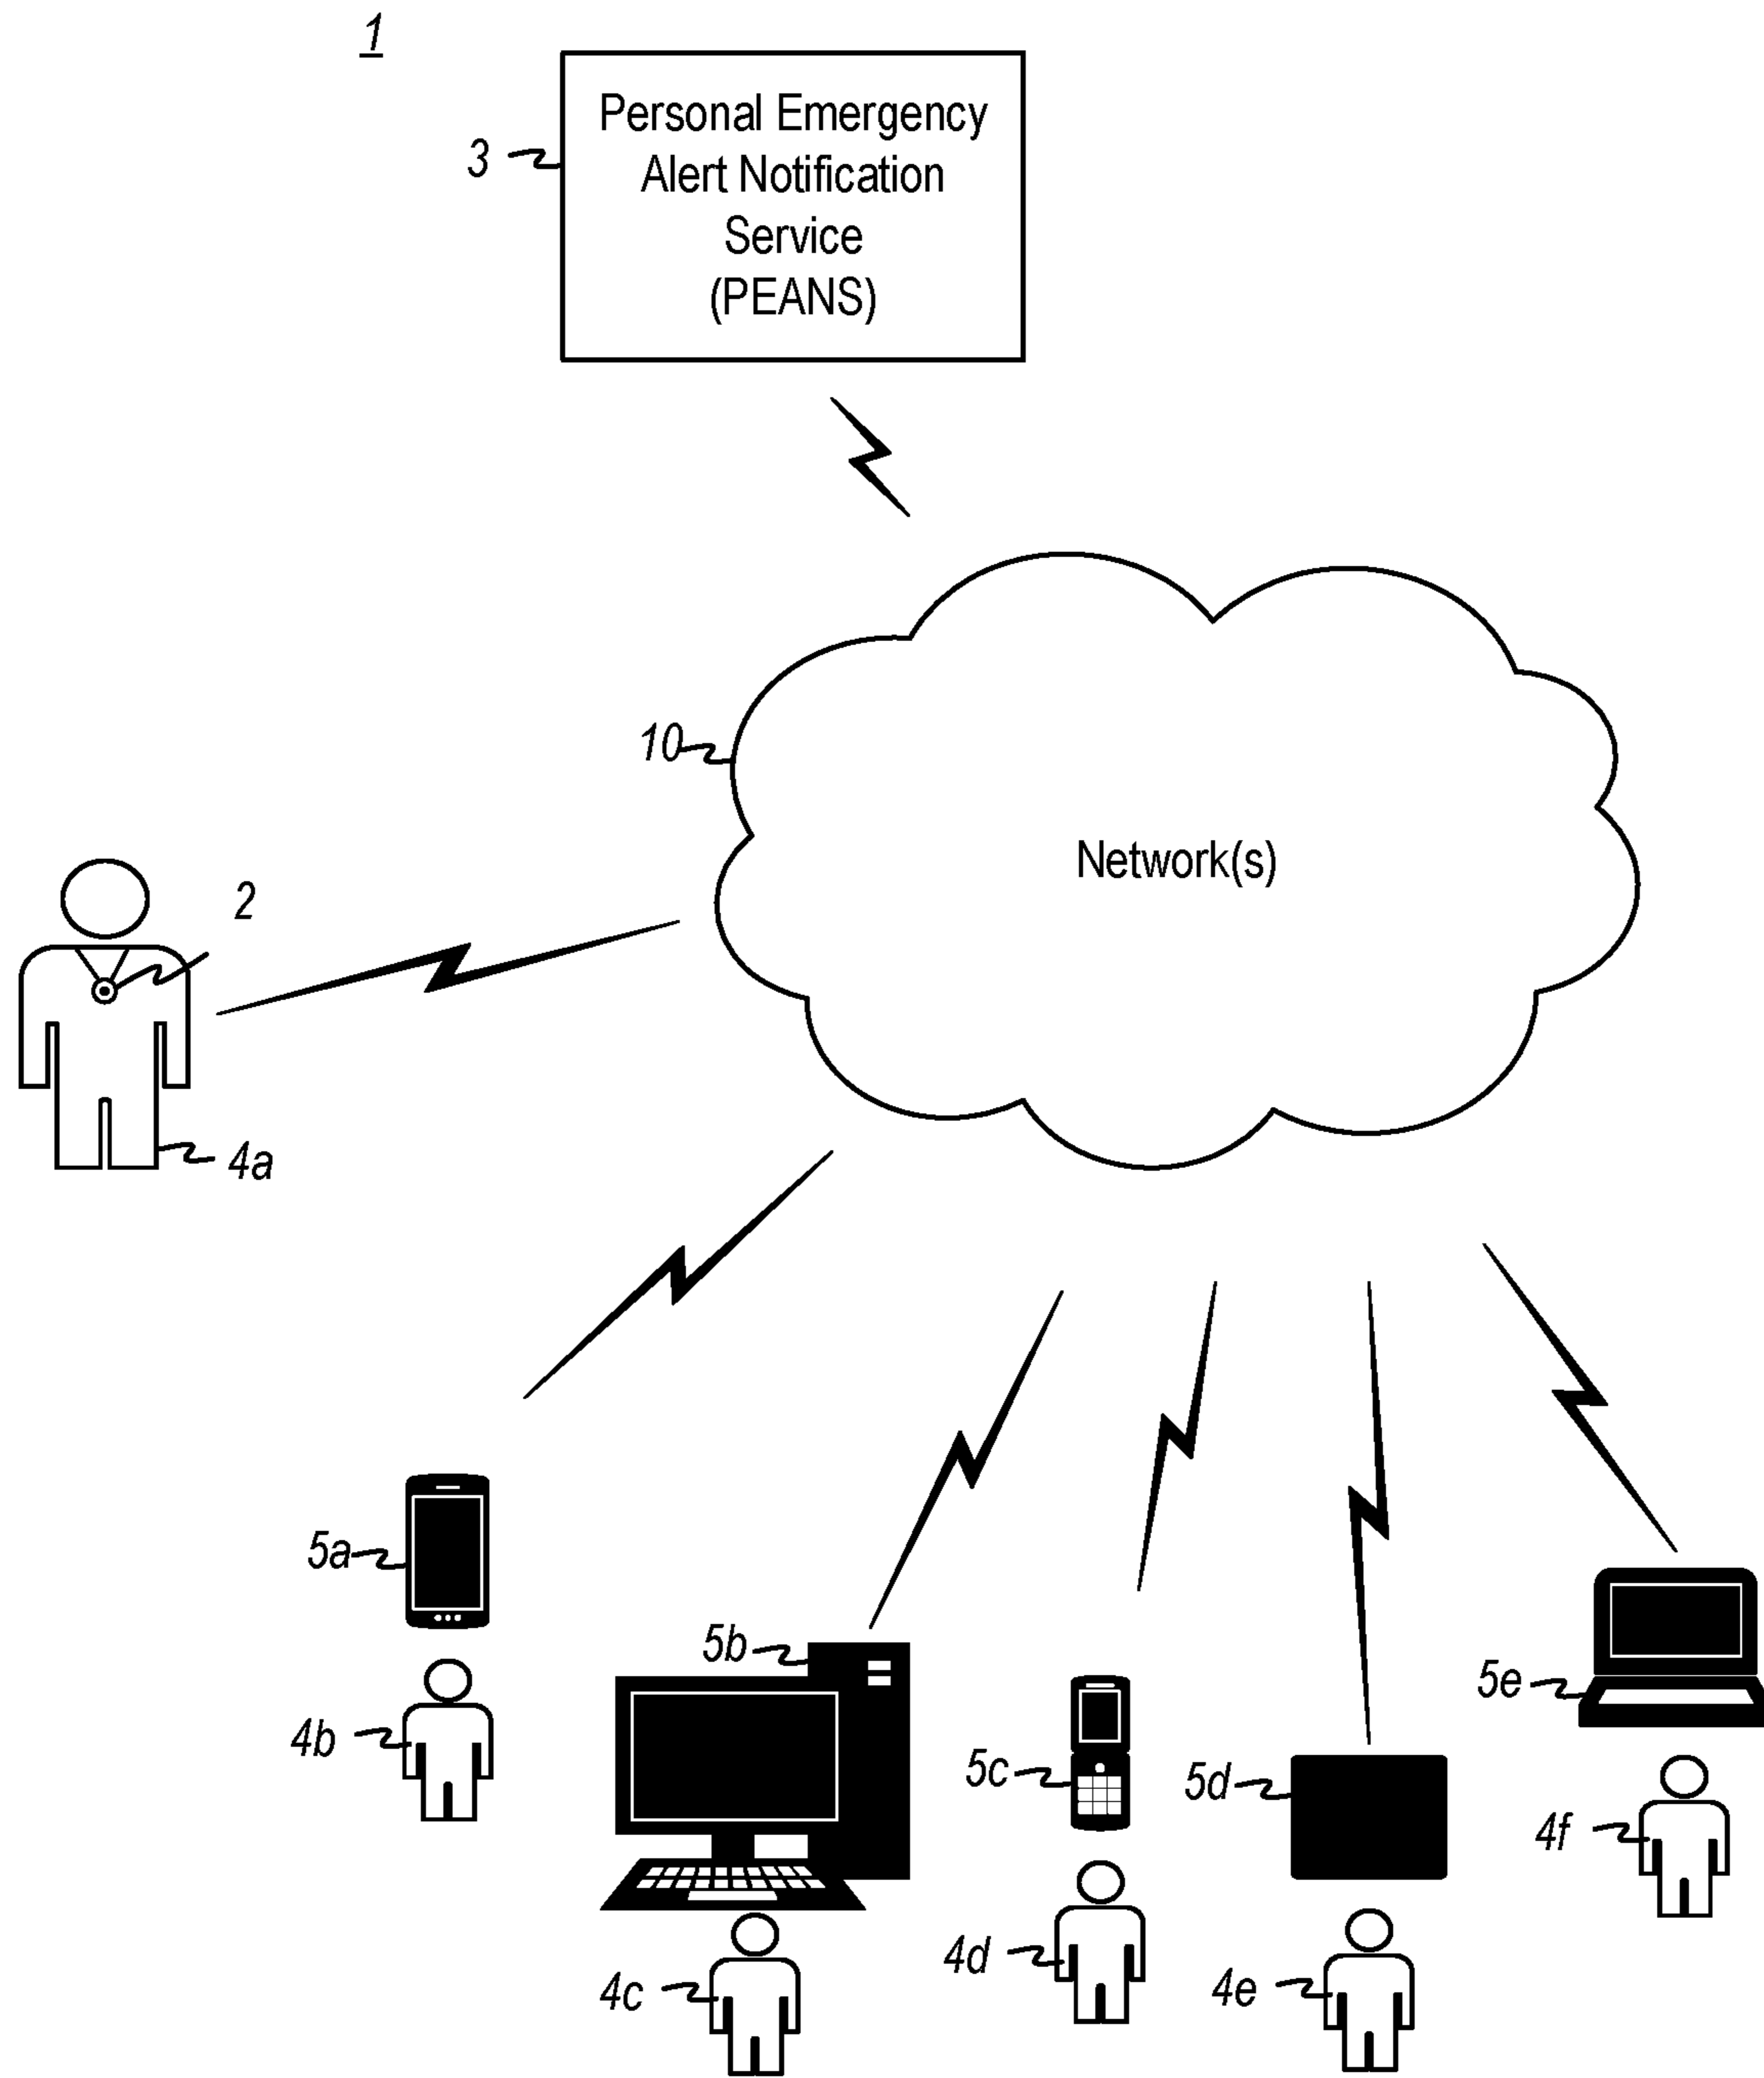 1
Personal Emergency
Alert Notification
Service
(PEANS)
3
10
Network(s)
2
4a
5a
5b
5c
5d
5e
4b
4c
4d
4e
4f